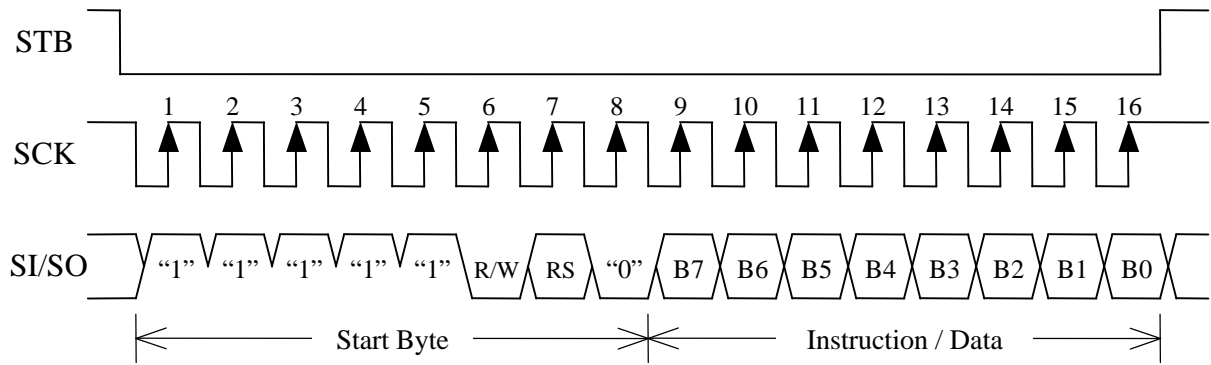 STB
1 2 3 4 5 6 7 8 9 10 11 12 13 14 15 16
SCK
SI/SO “1” “1” “1” “1” “1” R/W RS “0” B7 B6 B5 B4 B3 B2 B1 B0
Start Byte Instruction / Data